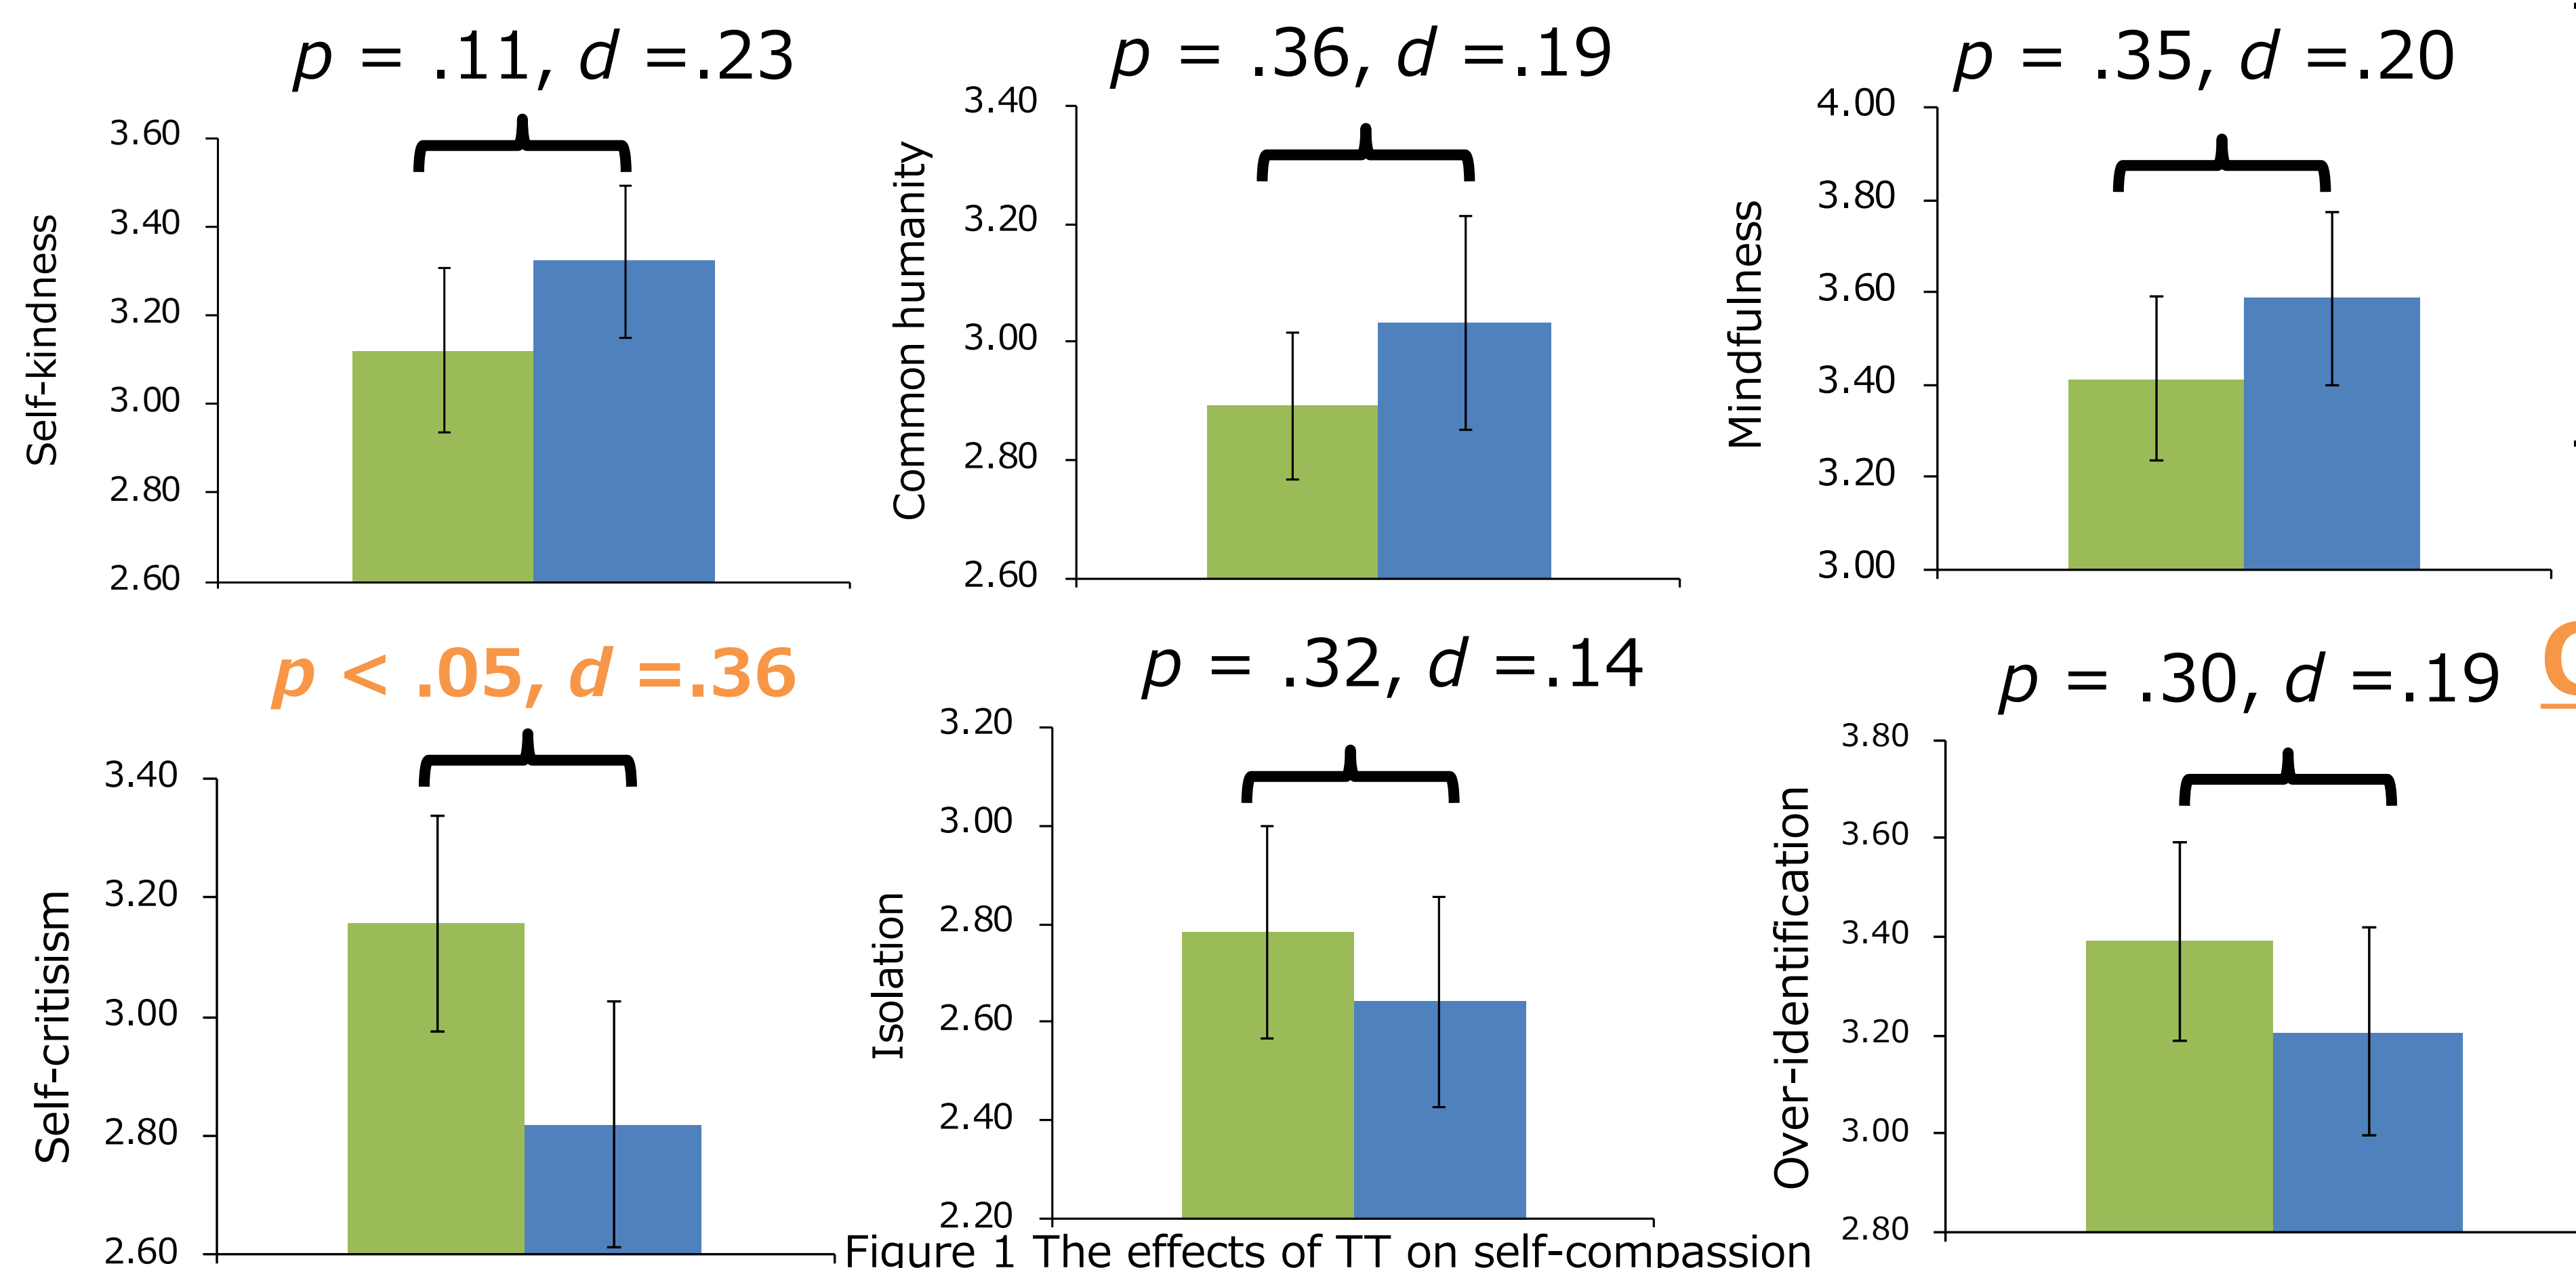 p = .11, d =.23
3.60
3.40
3.20
3.00
2.80
2.60
Self-kindness
p = .36, d =.19
3.40
3.20
3.00
2.80
2.60
Common humanity
p = .35, d =.20
4.00
3.80
3.60
3.40
3.20
3.00
Mindfulness
p < .05, d =.36
3.40
3.20
3.00
2.80
2.60
Self-critisism
p = .32, d =.14
3.20
3.00
2.80
2.60
2.40
2.20
Isolation
p = .30, d =.19
3.80
3.60
3.40
3.20
3.00
2.80
Over-identification
Figure 1 The effects of TT on self-compassion